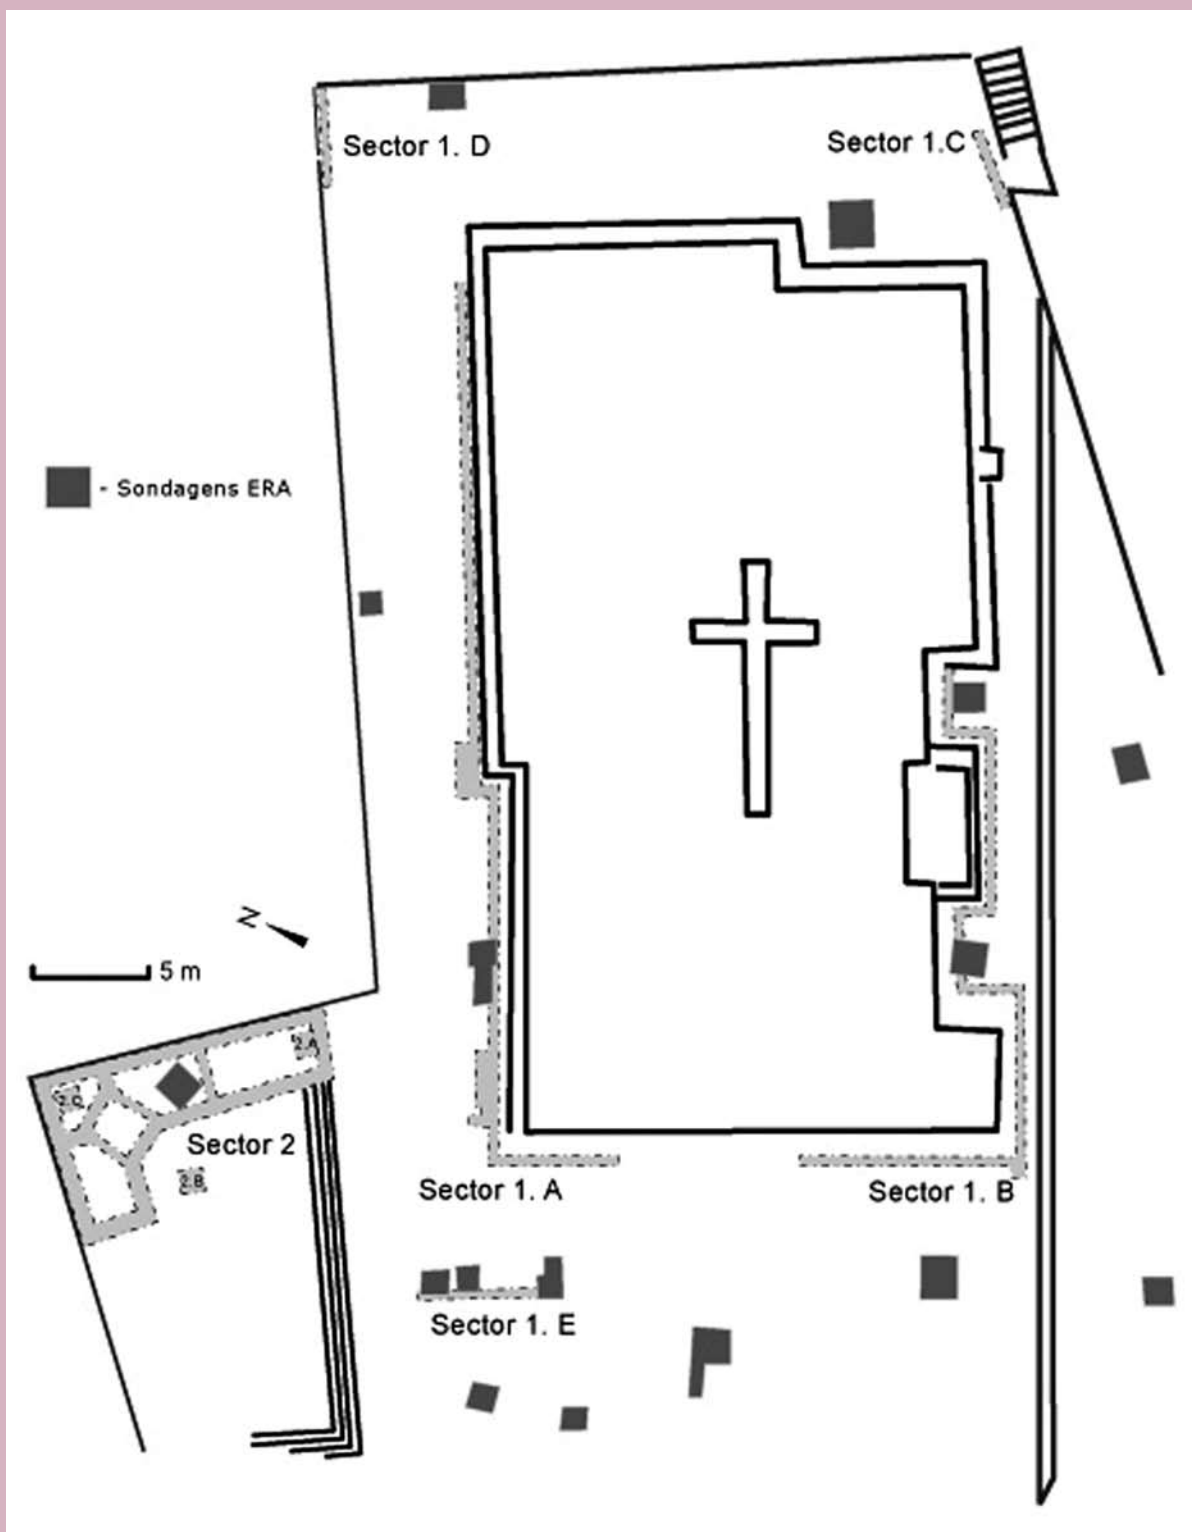 Sector 1. D
Sector 1.C
- Sondagens ERA
N
5 m
2.A
2.C
Sector 2
2.B
Sector 1. A
Sector 1. B
Sector 1. E